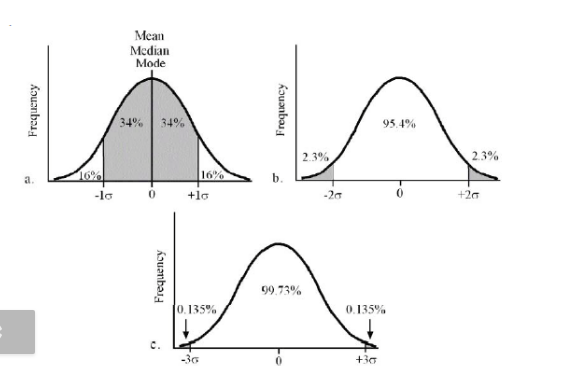 Mean
Median
Mode
Frequency
34% 34%
16% 16%
a.
-1σ 0 +1σ
Frequency
95.4%
2.3% 2.3%
b.
-2σ 0 +2σ
Frequency
99.73%
0.135% 0.135%
c.
-3σ 0 +3σ